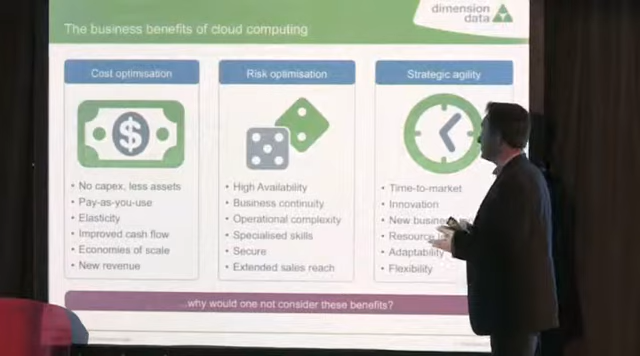 dimension
data
The business benefits of cloud computing
Cost optimisation
No capex, less assets
Pay-as-you-use
Elasticity
Improved cash flow
Economies of scale
New revenue
Risk optimisation
High Availability
Business continuity
Operational complexity
Specialised skills
Secure
Extended sales reach
Strategic agility
Time-to-market
Innovation
New
Resource
Adaptability
Flexibility
...why would one not consider these benefits?